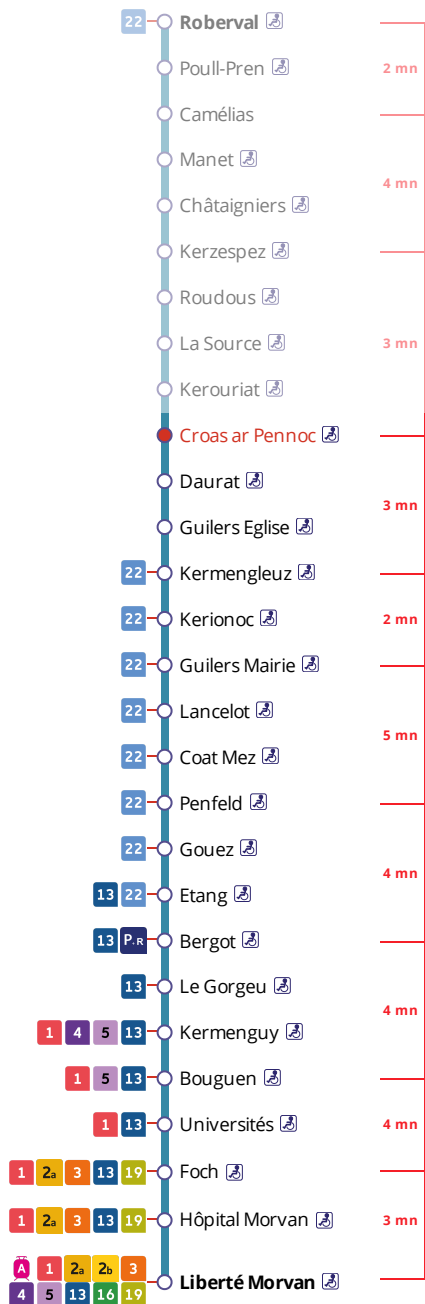 22 Roberval
Poull-Pren 2 mn
Camélias
Manet
4 mn
Châtaigniers
Kerzespez
Roudous
La Source 3 mn
Kerouriat
Croas ar Pennoc
Daurat
3 mn
Guilers Eglise
22 Kermengleuz
22 Kerionoc 2 mn
22 Guilers Mairie
22 Lancelot
5 mn
22 Coat Mez
22 Penfeld
22 Gouez
4 mn
13 22 Etang
13 P+R Bergot
13 Le Gorgeu
4 mn
1 4 5 13 Kermenguy
1 5 13 Bouguen
1 13 Universités 4 mn
1 2a 3 13 19 Foch
1 2a 3 13 19 Hôpital Morvan 3 mn
A 1 2a 2b 3
4 5 13 16 19 Liberté Morvan